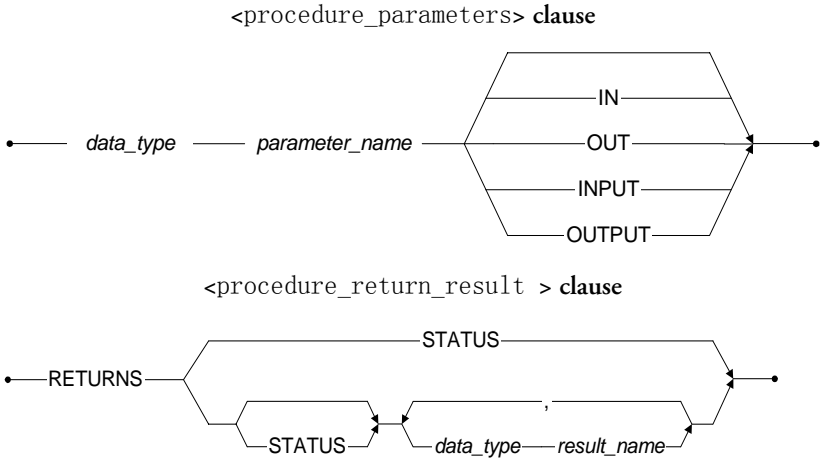 <procedure_parameters> clause
IN
data_type parameter_name OUT
INPUT
OUTPUT
<procedure_return_result > clause
STATUS
RETURNS
,
STATUS data_type result_name